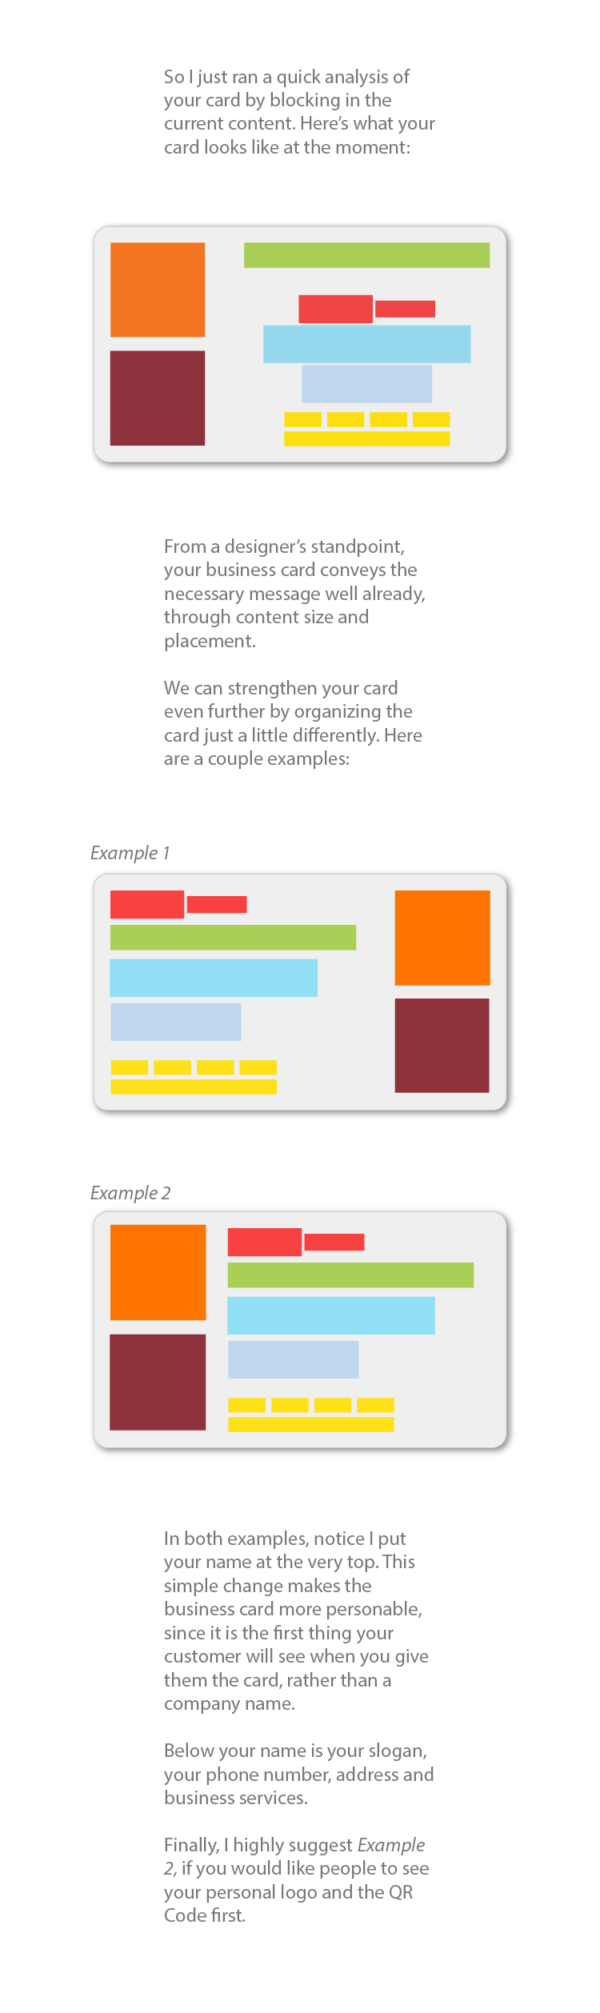 So I just ran a quick analysis of
your card by blocking in the
current content. Here’s what your
card looks like at the moment:
From a designer’s standpoint,
your business card conveys the
necessary message well already,
through content size and
placement.
We can strengthen your card
even further by organizing the
card just a little differently. Here
are a couple examples:
Example 1
Example 2
In both examples, notice I put
your name at the very top. This
simple change makes the
business card more personable,
since it is the first thing your
customer will see when you give
them the card, rather than a
company name.
Below your name is your slogan,
your phone number, address and
business services.
Finally, I highly suggest Example
2, if you would like people to see
your personal logo and the QR
Code first.